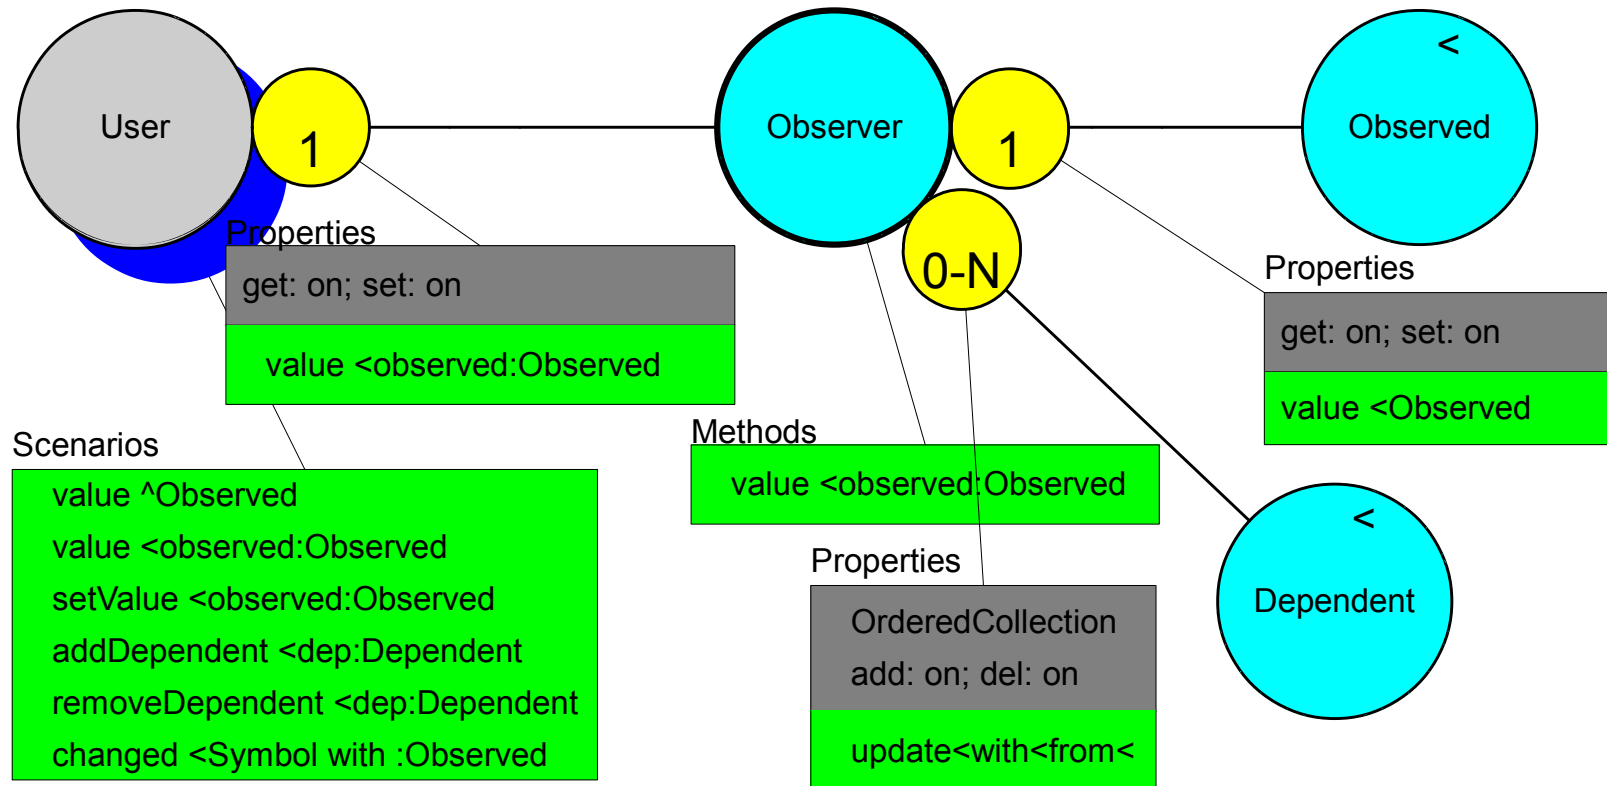 User
1
Observer
1
<
Observed
Properties
get: on; set: on
value <observed:Observed
0-N
Properties
get: on; set: on
value <Observed
Scenarios
value ^Observed
value <observed:Observed
setValue <observed:Observed
addDependent <dep:Dependent
removeDependent <dep:Dependent
changed <Symbol with :Observed
Methods
value <observed:Observed
Properties
OrderedCollection
add: on; del: on
update<with<from<
<
Dependent